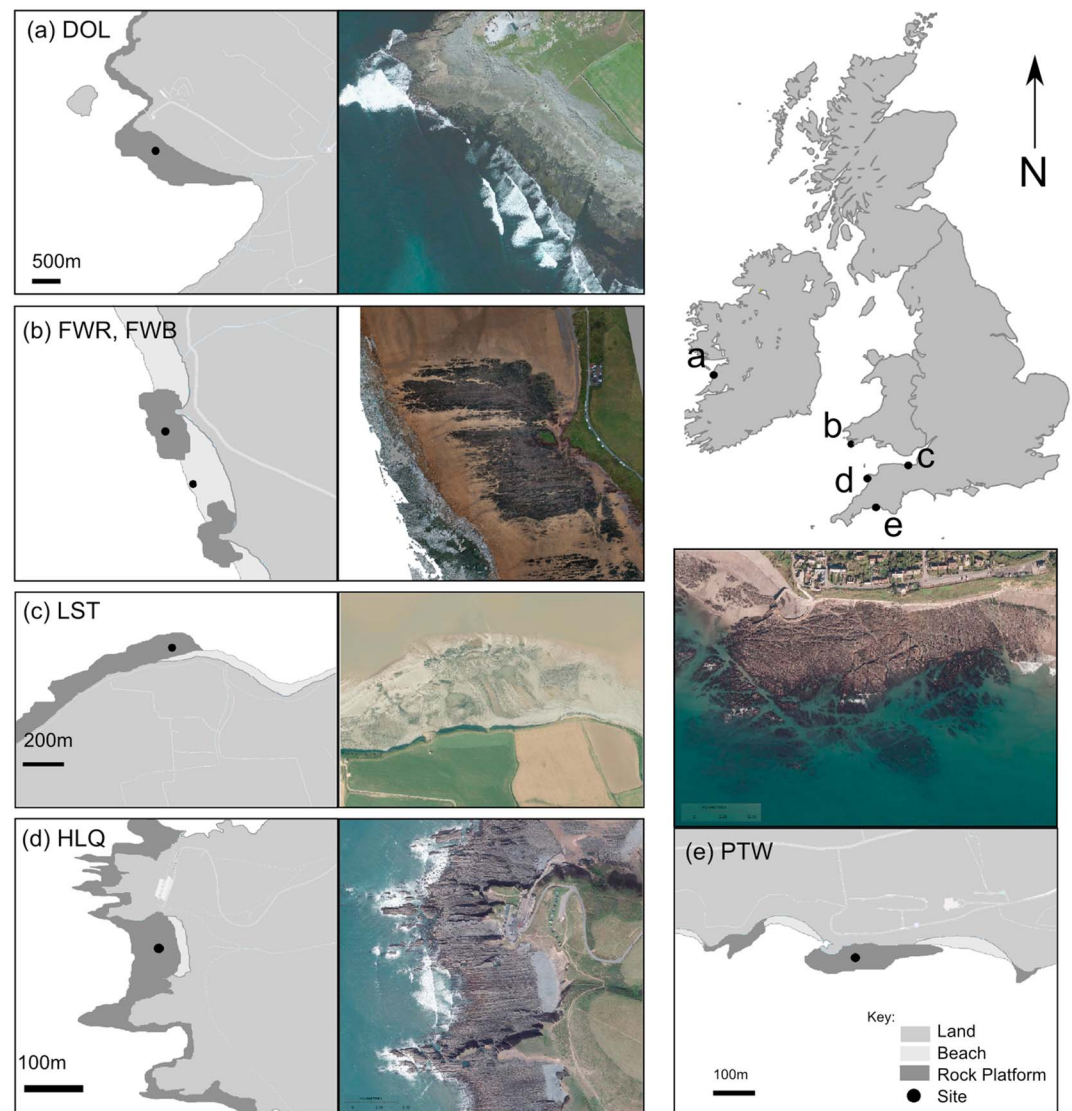 (a) DOL
500m
(b) FWR, FWB
(c) LST
200m
(d) HLQ
100m
N
a
b
c
d
e
(e) PTW
100m
Key:
Land
Beach
Rock Platform
Site